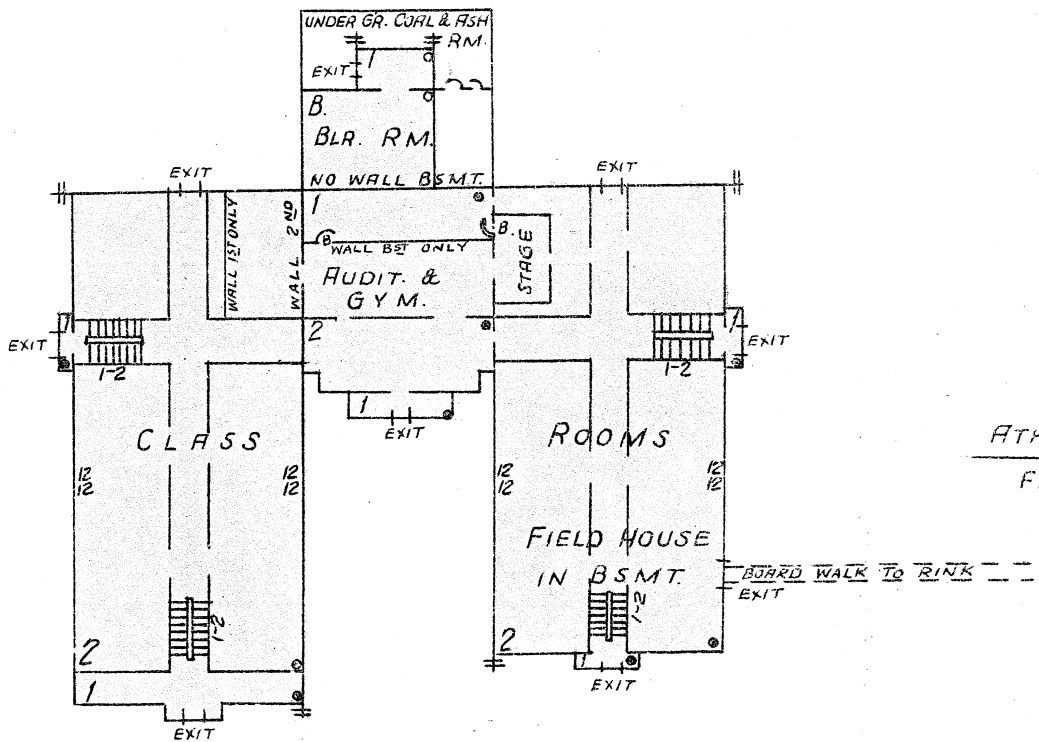 UNDER GR. COAL & ASH
RM.
1
EXIT
B.
BLR. RM.
NO WALL BSMT.
EXIT
EXIT
WALL 1ST ONLY
WALL 2ND
1
B
WALL BST ONLY
B.
STAGE
AUDIT. &
GYM.
2
1
EXIT
1-2
1
EXIT
1-2
1
EXIT
CLASS
ROOMS
ATH
F
12
12
12
12
12
12
12
12
FIELD HOUSE
IN BSMT.
BOARD WALK TO RINK
EXIT
1-2
1-2
2
1
EXIT
2
1
EXIT